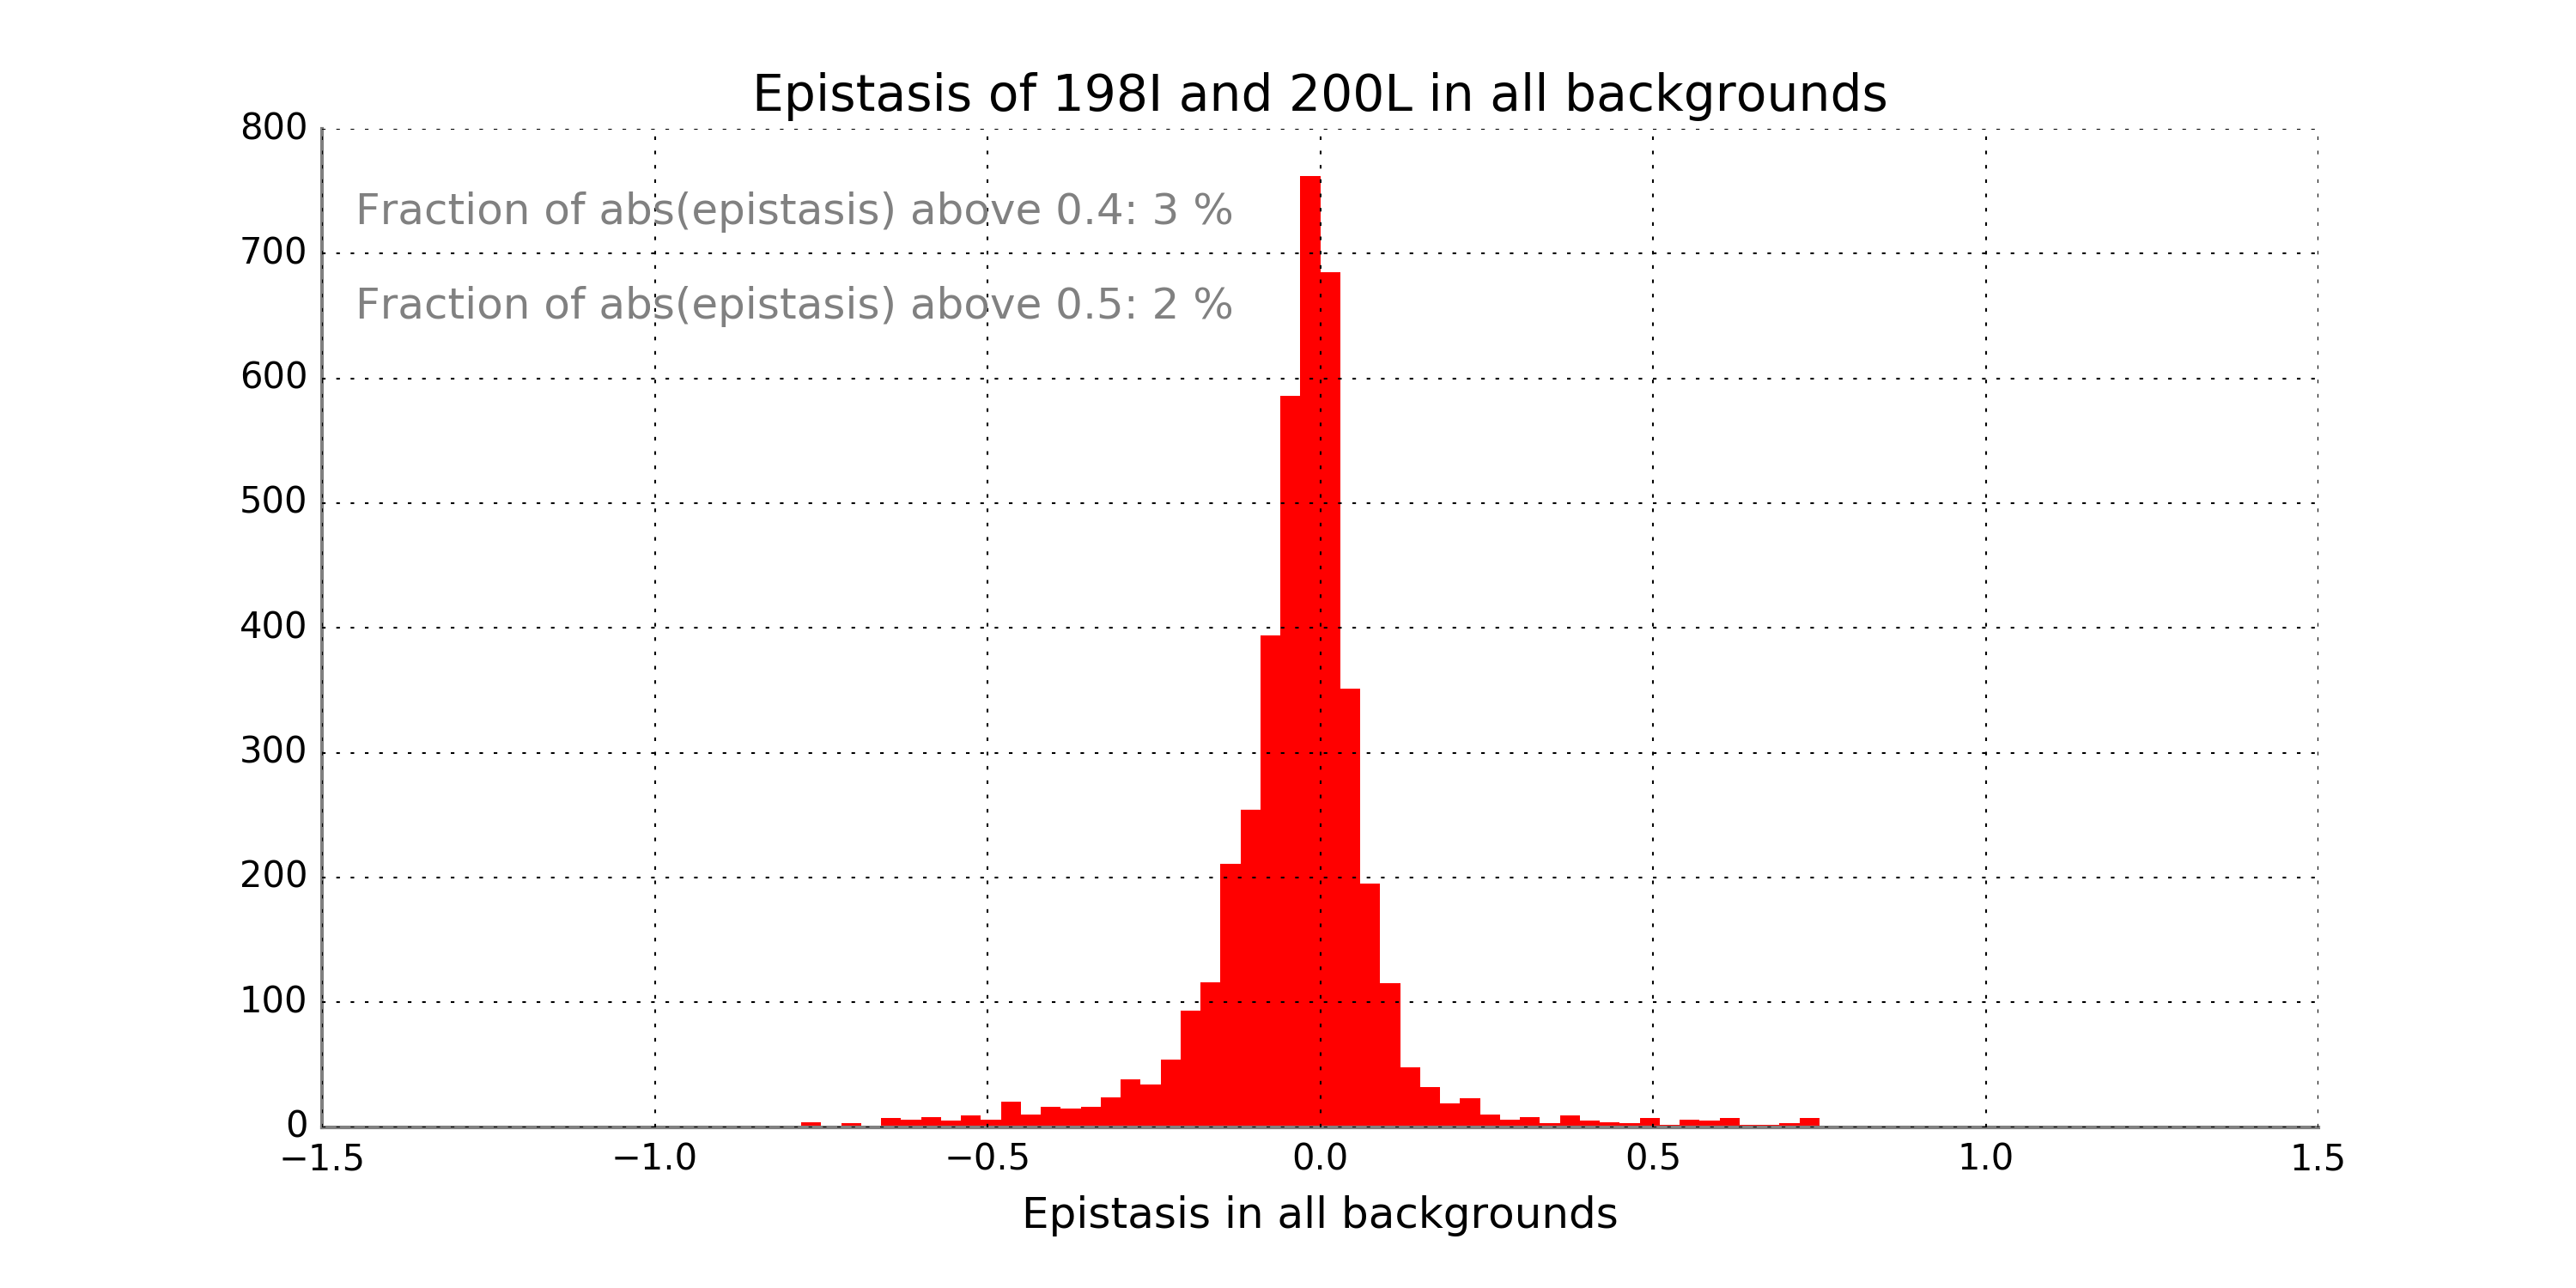 Epistasis of 198I and 200L in all backgrounds
800
700
600
500
400
300
200
100
0
Fraction of abs(epistasis) above 0.4: 3 %
Fraction of abs(epistasis) above 0.5: 2 %
−1.5 −1.0 −0.5 0.0 0.5 1.0 1.5
Epistasis in all backgrounds